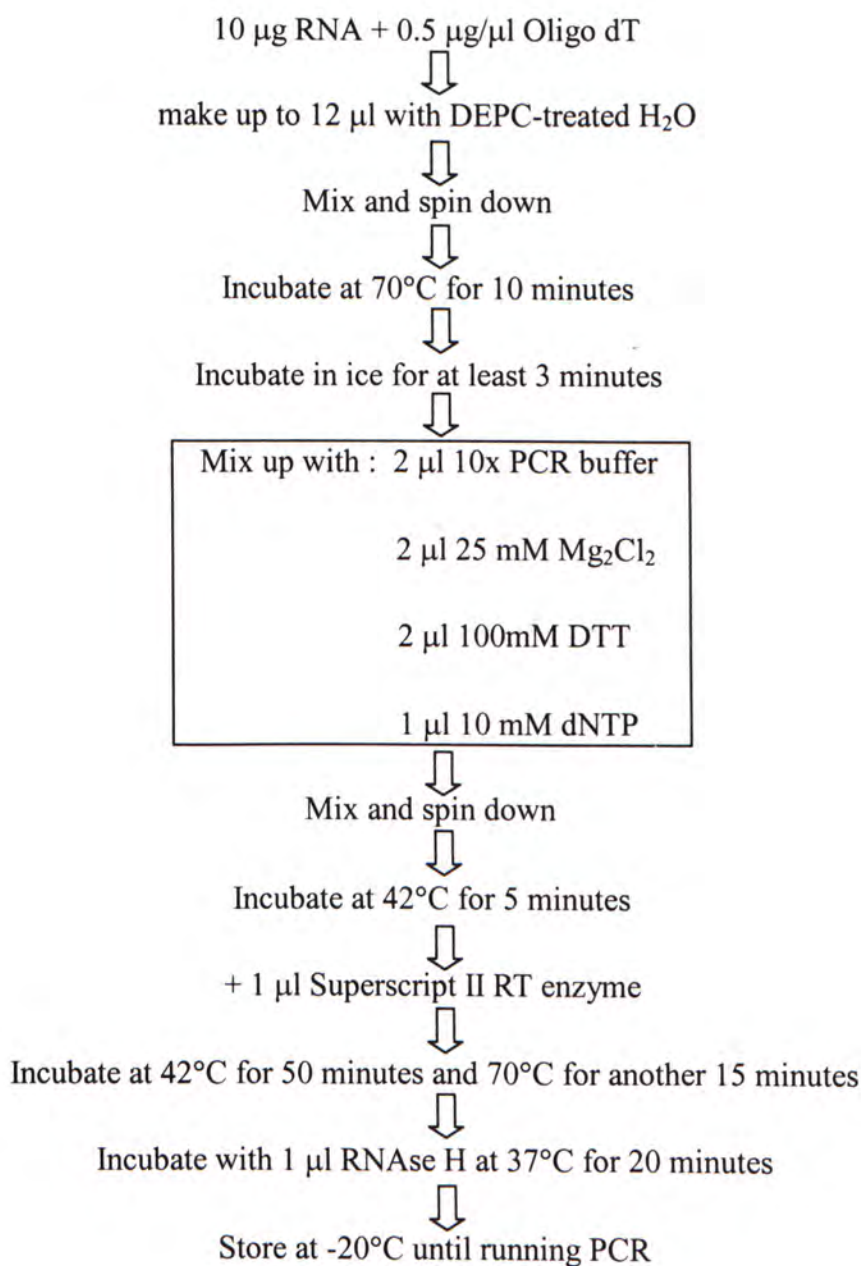 10 μg RNA + 0.5 μg/μl Oligo dT
make up to 12 μl with DEPC-treated H₂O
Mix and spin down
Incubate at 70°C for 10 minutes
Incubate in ice for at least 3 minutes
Mix up with : 2 μl 10x PCR buffer
2 μl 25 mM Mg₂Cl₂
2 μl 100mM DTT
1 μl 10 mM dNTP
Mix and spin down
Incubate at 42°C for 5 minutes
+ 1 μl Superscript II RT enzyme
Incubate at 42°C for 50 minutes and 70°C for another 15 minutes
Incubate with 1 μl RNAse H at 37°C for 20 minutes
Store at -20°C until running PCR